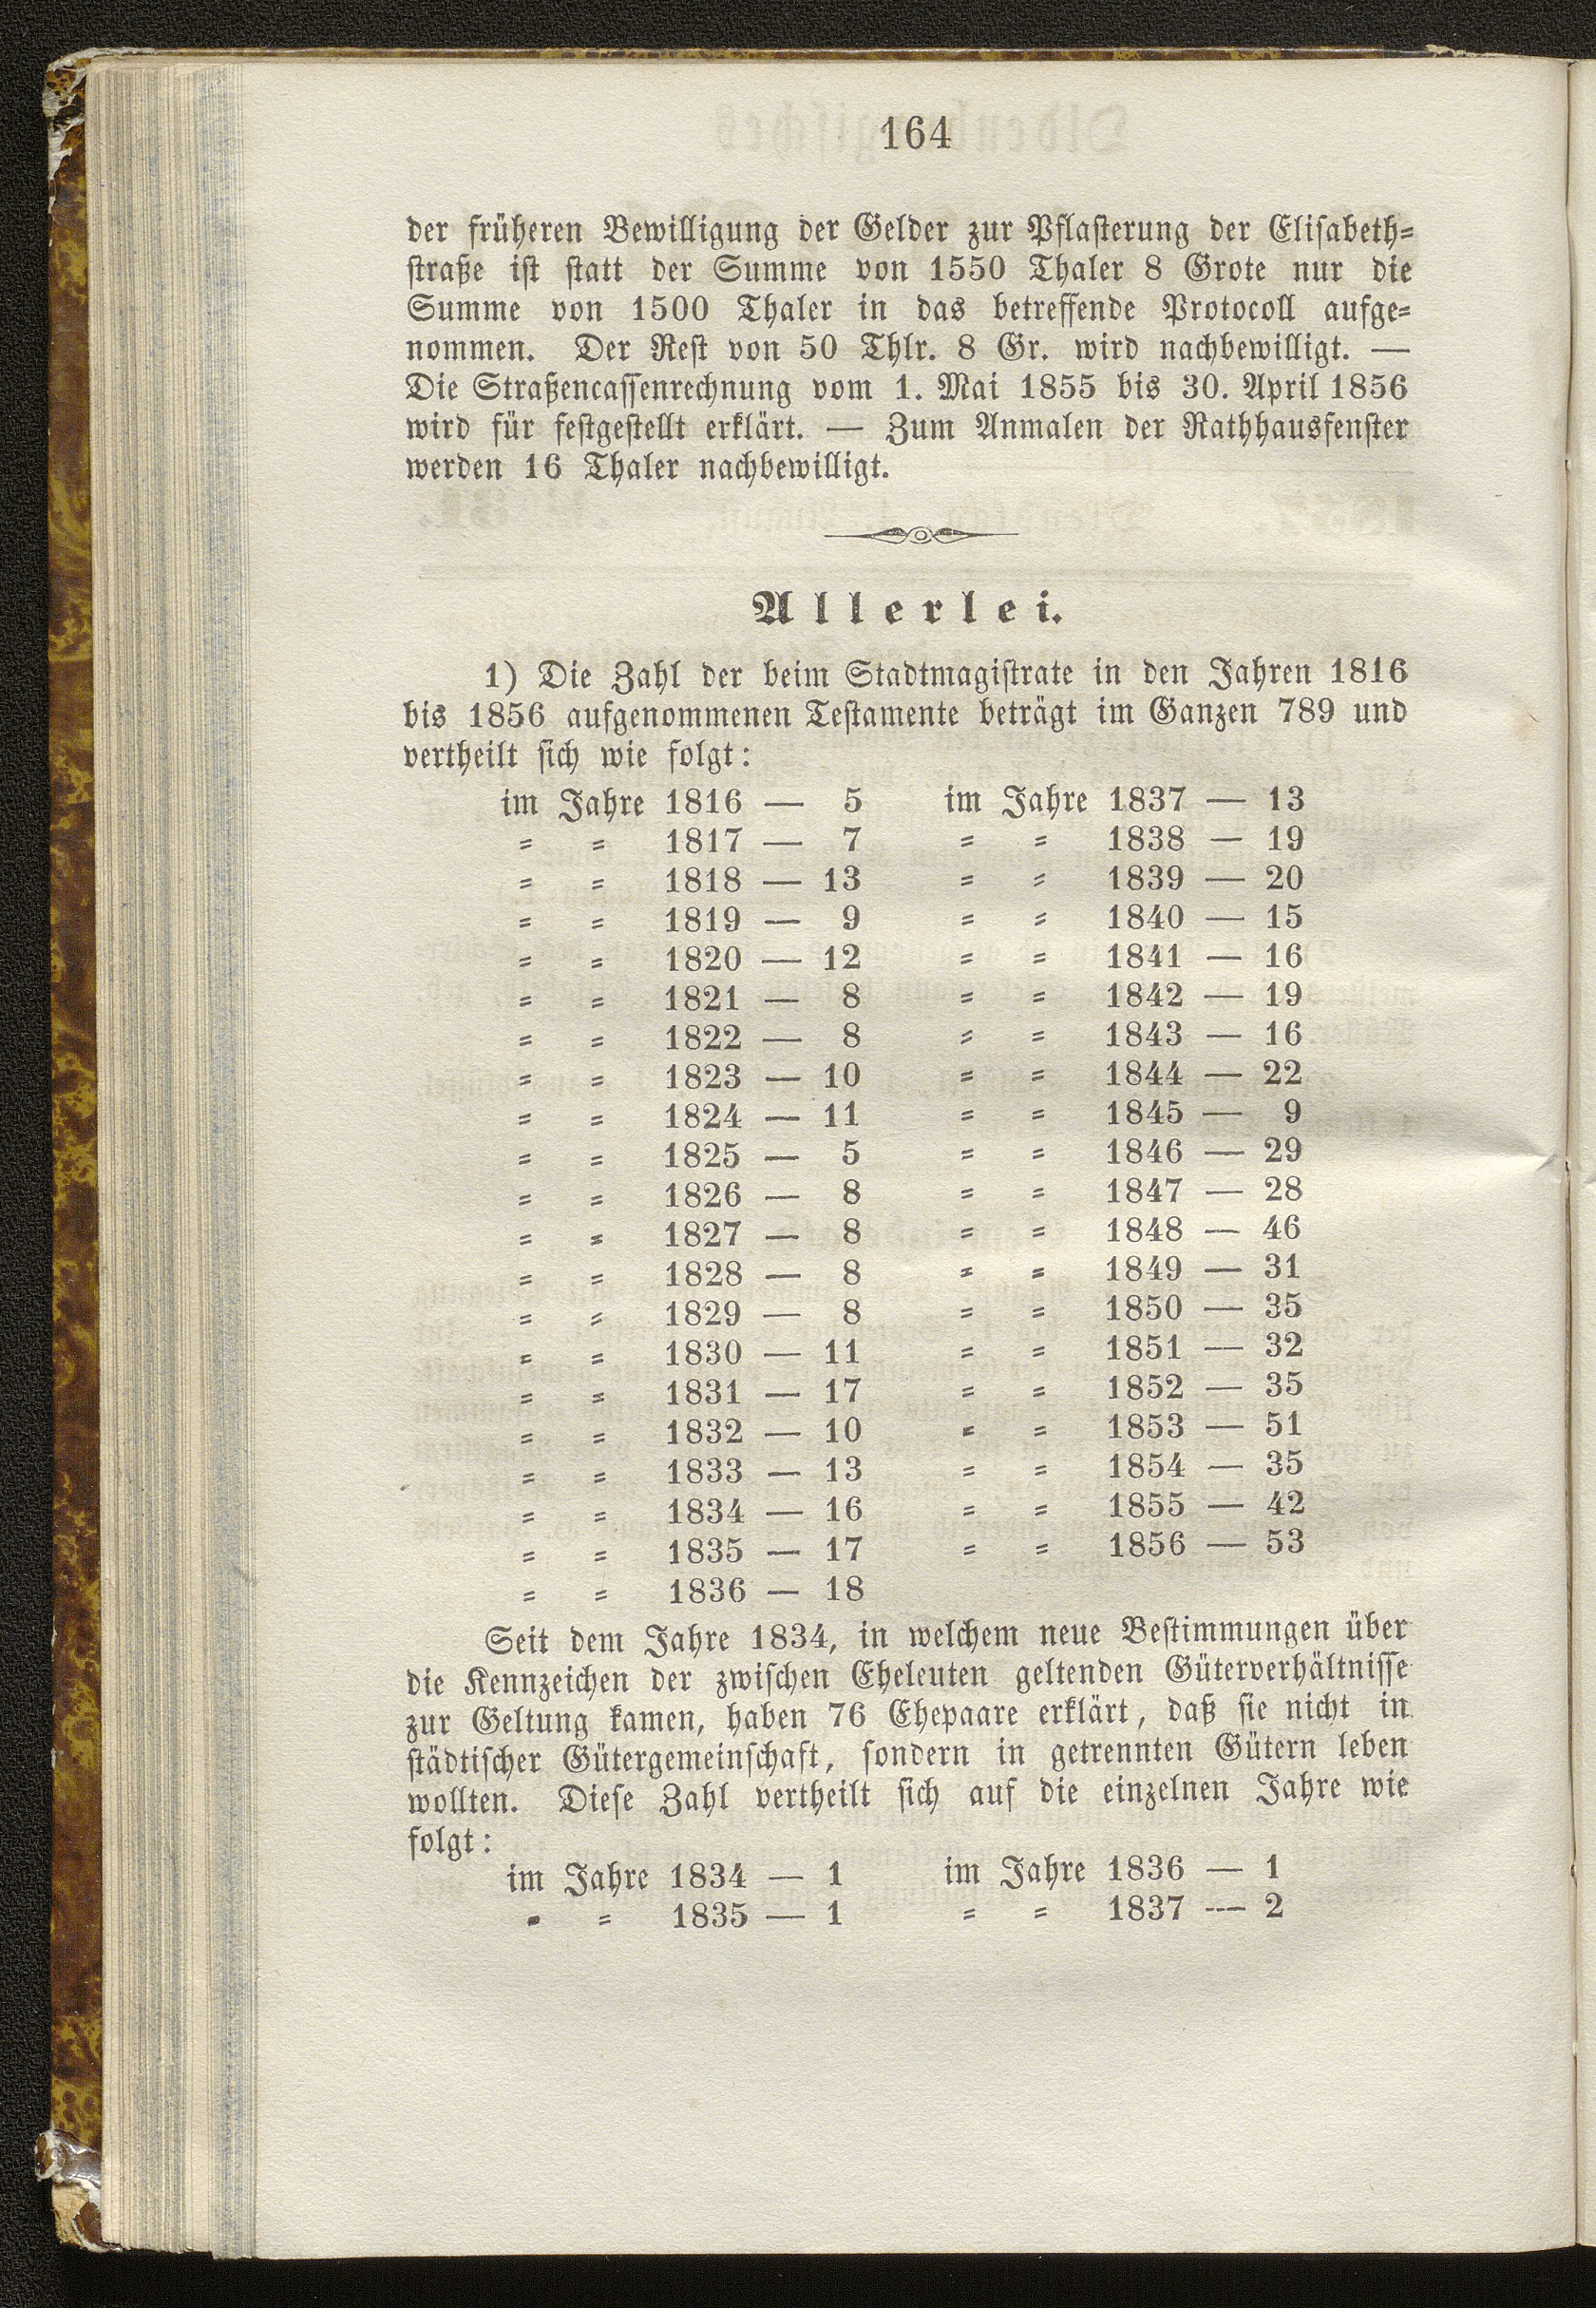 164
der früheren Bewilligung der Gelder zur Pflasterung der Elisabeth=
straße ist statt der Summe von 1550 Thaler 8 Grote nur die
Summe von 1500 Thaler in das betreffende Protocoll aufge=
nommen. Der Rest von 50 Thlr. 8 Gr. wird nachbewilligt. —
Die Straßencassenrechnung vom 1. Mai 1855 bis 30. April 1856
wird für festgestellt erklärt. — Zum Anmalen der Rathhausfenster
werden 16 Thaler nachbewilligt.
Allerlei.
1) Die Zahl der beim Stadtmagistrate in den Jahren 1816
bis 1856 aufgenommenen Testamente beträgt im Ganzen 789 und
vertheilt sich wie folgt:
im Jahre 1816 — 5 im Jahre 1837 — 13
= = 1817 — 7 = = 1838 — 19
= = 1818 — 13 = = 1839 — 20
= = 1819 — 9 = = 1840 — 15
= = 1820 — 12 = = 1841 — 16
= = 1821 — 8 = = 1842 — 19
= = 1822 — 8 = = 1843 — 16
= = 1823 — 10 = = 1844 — 22
= = 1824 — 11 = = 1845 — 9
= = 1825 — 5 = = 1846 — 29
= = 1826 — 8 = = 1847 — 28
= = 1827 — 8 = = 1848 — 46
= = 1828 — 8 = = 1849 — 31
= = 1829 — 8 = = 1850 — 35
= = 1830 — 11 = = 1851 — 32
= = 1831 — 17 = = 1852 — 35
= = 1832 — 10 = = 1853 — 51
= = 1833 — 13 = = 1854 — 35
= = 1834 — 16 = = 1855 — 42
= = 1835 — 17 = = 1856 — 53
= = 1836 — 18
Seit dem Jahre 1834, in welchem neue Bestimmungen über
die Kennzeichen der zwischen Eheleuten geltenden Güterverhältnisse
zur Geltung kamen, haben 76 Ehepaare erklärt, daß sie nicht in
städtischer Gütergemeinschaft, sondern in getrennten Gütern leben
wollten. Diese Zahl vertheilt sich auf die einzelnen Jahre wie
folgt:
im Jahre 1834 — 1 im Jahre 1836 — 1
= = 1835 — 1 = = 1837 — 2